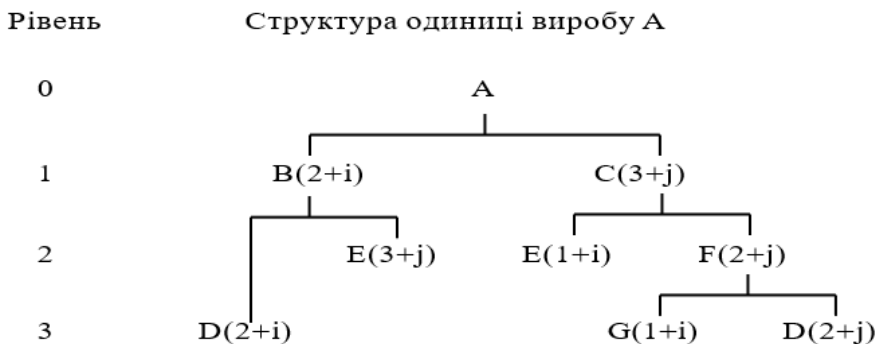 Рівень Структура одиниці виробу А
0 А
1 B(2+i) C(3+j)
2 E(3+j) E(1+i) F(2+j)
3 D(2+i) G(1+i) D(2+j)